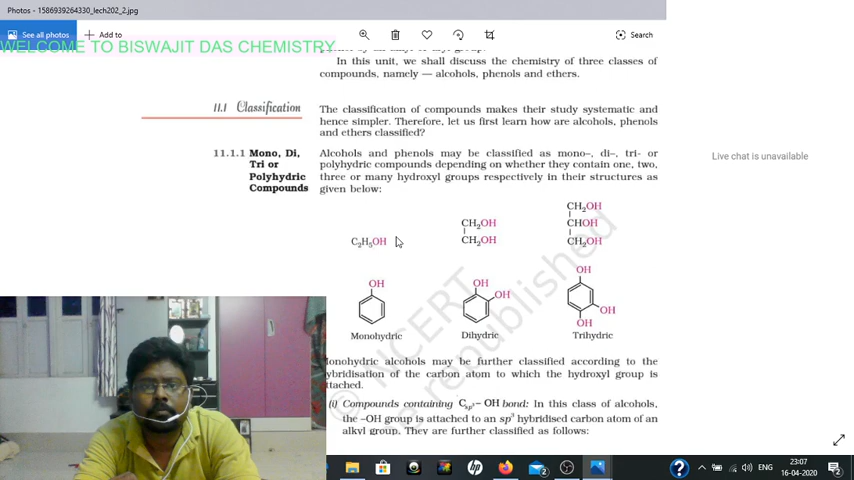 Photos - 1586939264330_lech202_2.jpg
See all photos
Add to
Search
WELCOME TO BISWAJIT DAS CHEMISTRY
In this unit, we shall discuss the chemistry of three classes of
compounds, namely — alcohols, phenols and ethers.
11.1 Classification
The classification of compounds makes their study systematic and
hence simpler. Therefore, let us first learn how are alcohols, phenols
and ethers classified?
11.1.1 Mono, Di,
Tri or
Polyhydric
Compounds
Alcohols and phenols may be classified as mono–, di–, tri- or
polyhydric compounds depending on whether they contain one, two,
three or many hydroxyl groups respectively in their structures as
given below:
Live chat is unavailable
C₂H₅OH
CH₂OH
CH₂OH
CH₂OH
CHOH
CH₂OH
OH
OH
OH
OH
OH
OH
Monohydric
Dihydric
Trihydric
© NCERT
republished
onohydric alcohols may be further classified according to the
ybridisation of the carbon atom to which the hydroxyl group is
ttached.
(i) Compounds containing Csp³– OH bond: In this class of alcohols,
the –OH group is attached to an sp³ hybridised carbon atom of an
alkyl group. They are further classified as follows:
ENG
23:07
16-04-2020